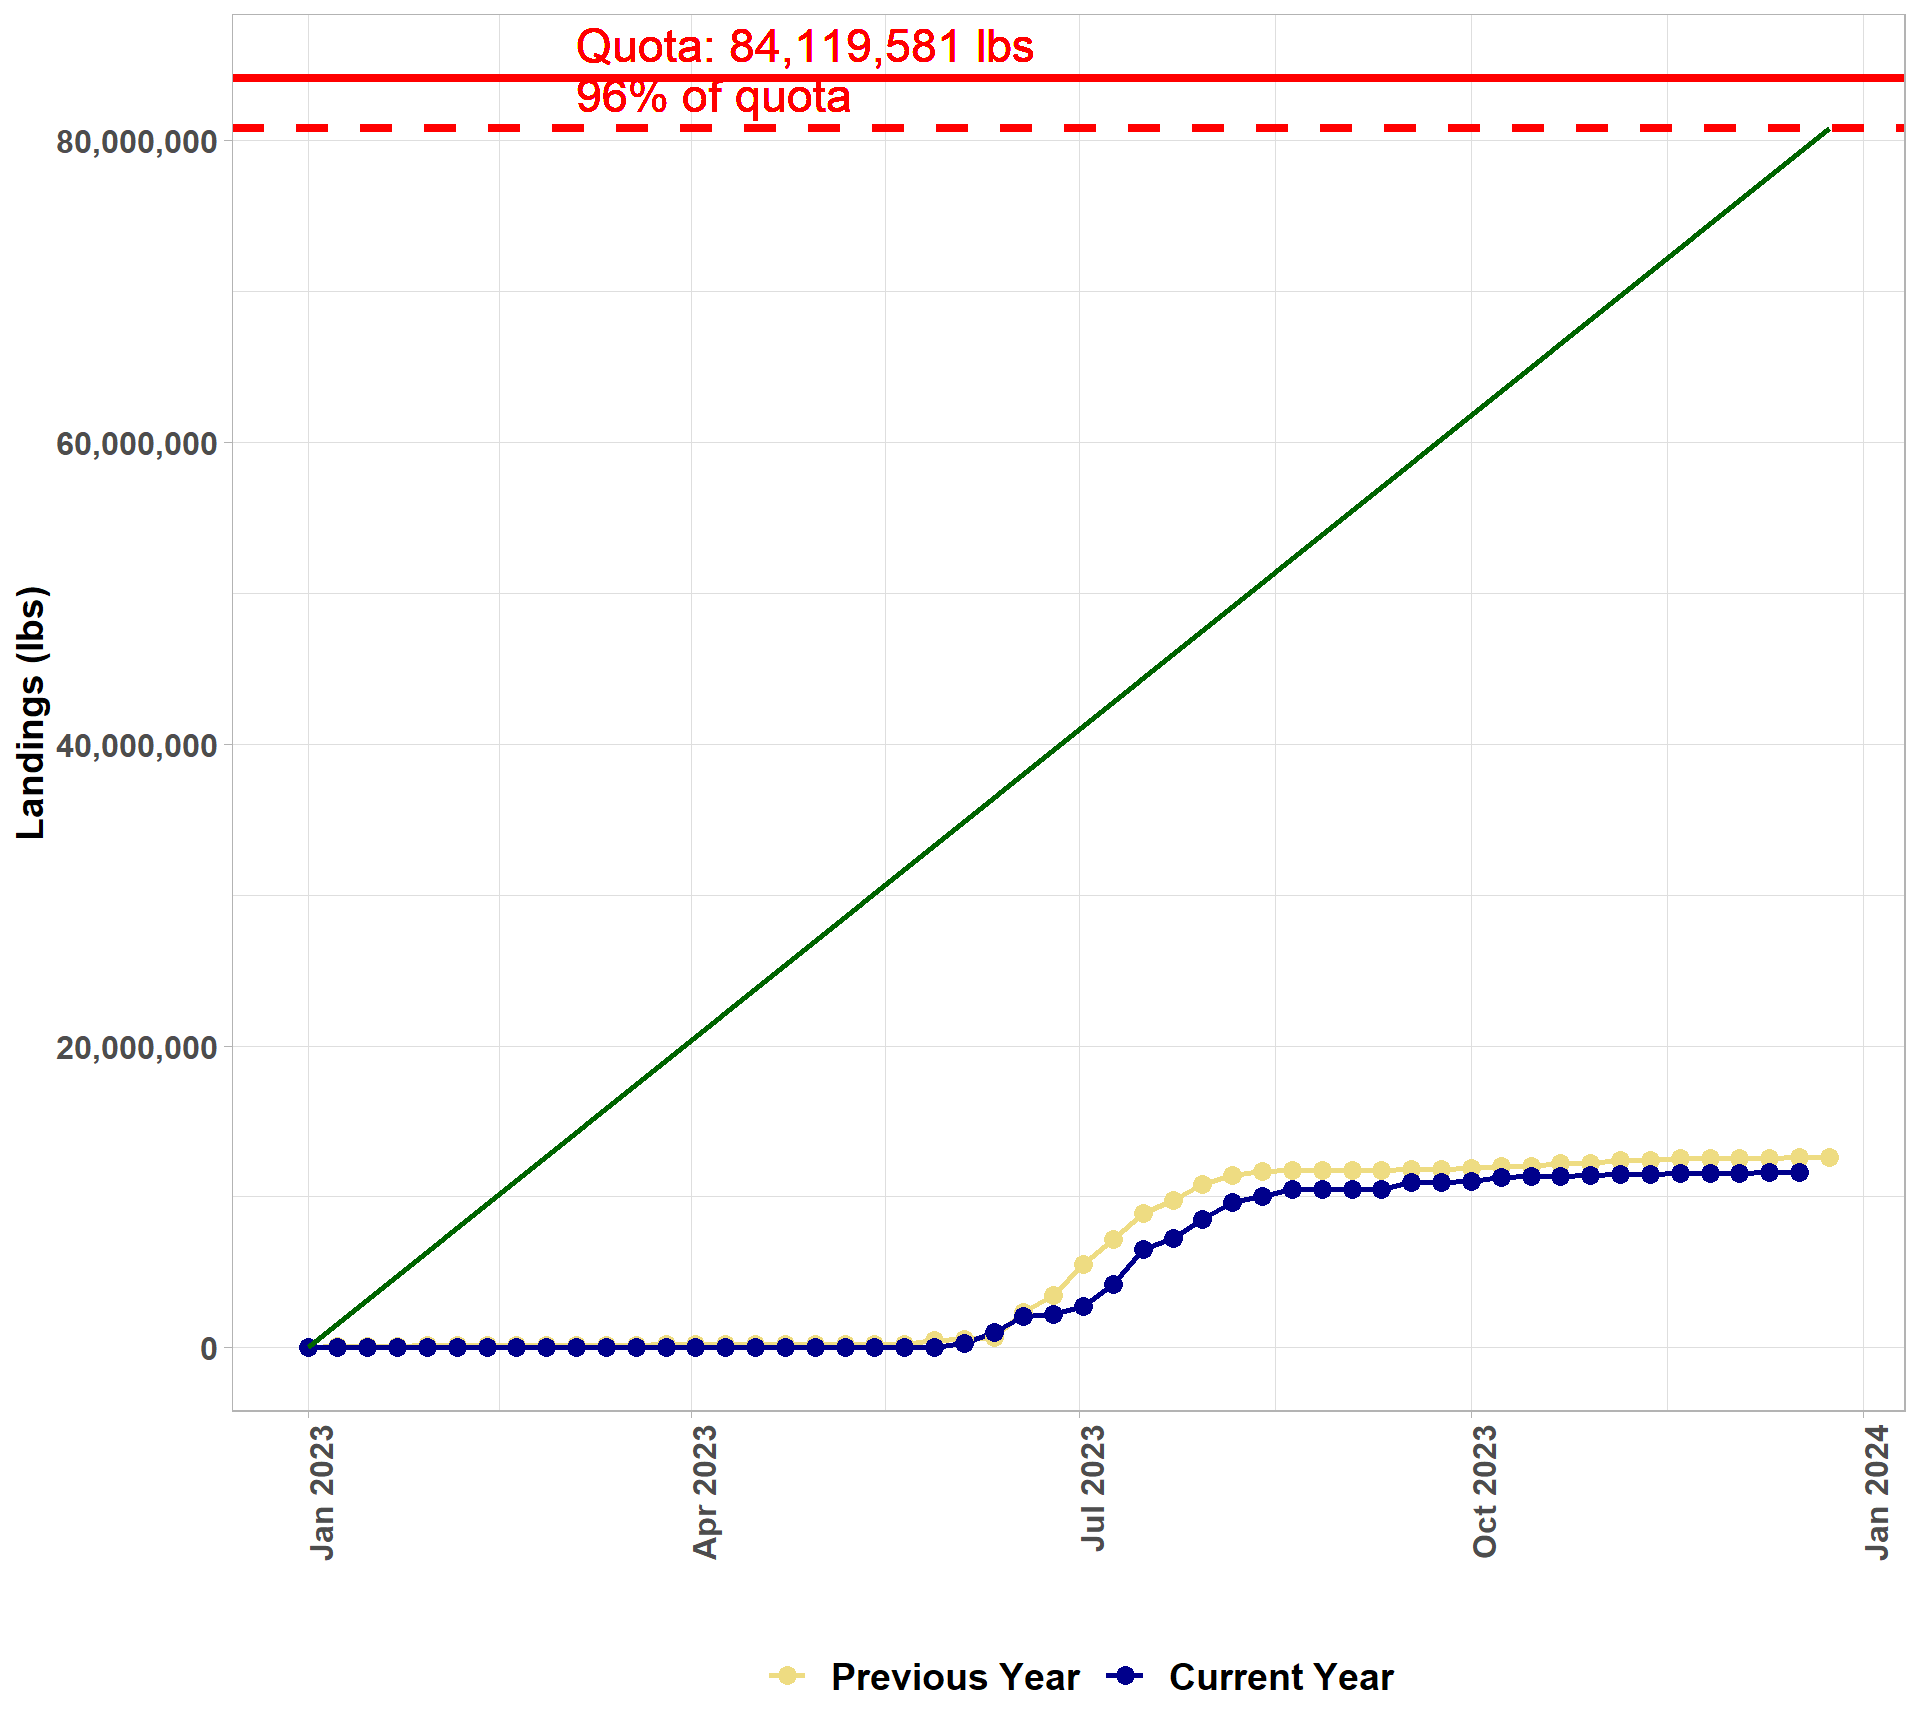 Quota: 84,119,581 lbs
96% of quota
80,000,000
60,000,000
40,000,000
20,000,000
0
Landings (lbs)
Jan 2023
Apr 2023
Jul 2023
Oct 2023
Jan 2024
Previous Year
Current Year